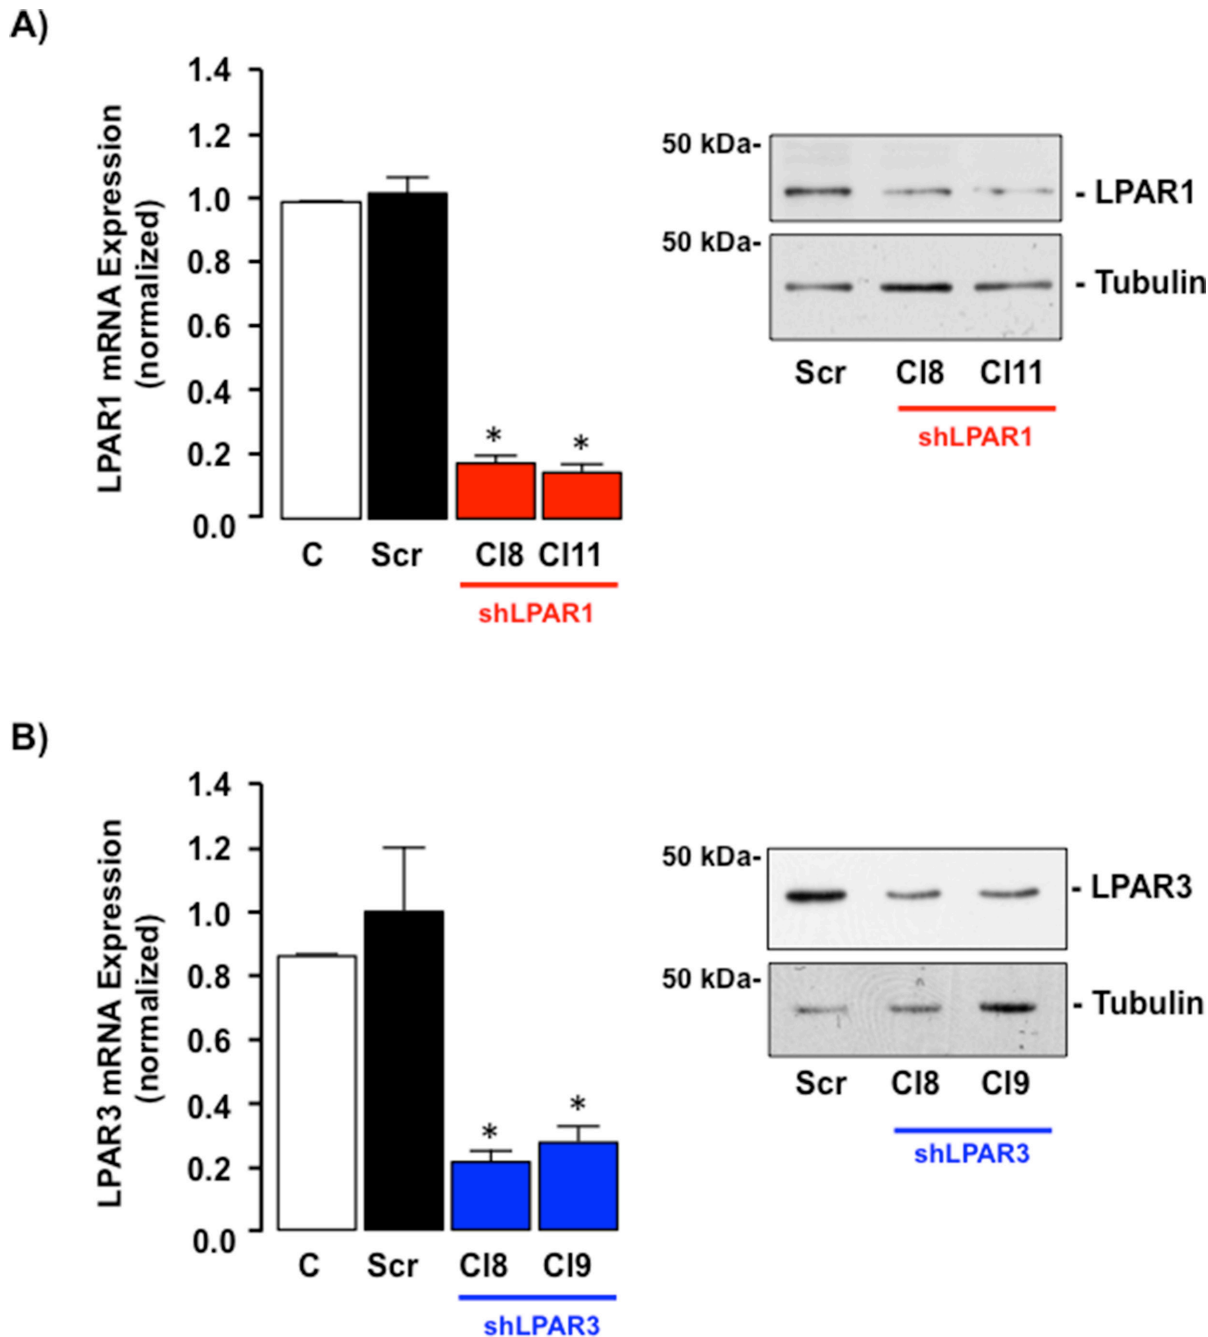 A)
LPAR1 mRNA Expression
(normalized)
1.4
1.2
1.0
0.8
0.6
0.4
0.2
0.0
*
*
C Scr Cl8 Cl11
shLPAR1
50 kDa-
- LPAR1
50 kDa-
- Tubulin
Scr Cl8 Cl11
shLPAR1
B)
LPAR3 mRNA Expression
(normalized)
1.4
1.2
1.0
0.8
0.6
0.4
0.2
0.0
*
*
C Scr Cl8 Cl9
shLPAR3
50 kDa-
- LPAR3
50 kDa-
- Tubulin
Scr Cl8 Cl9
shLPAR3